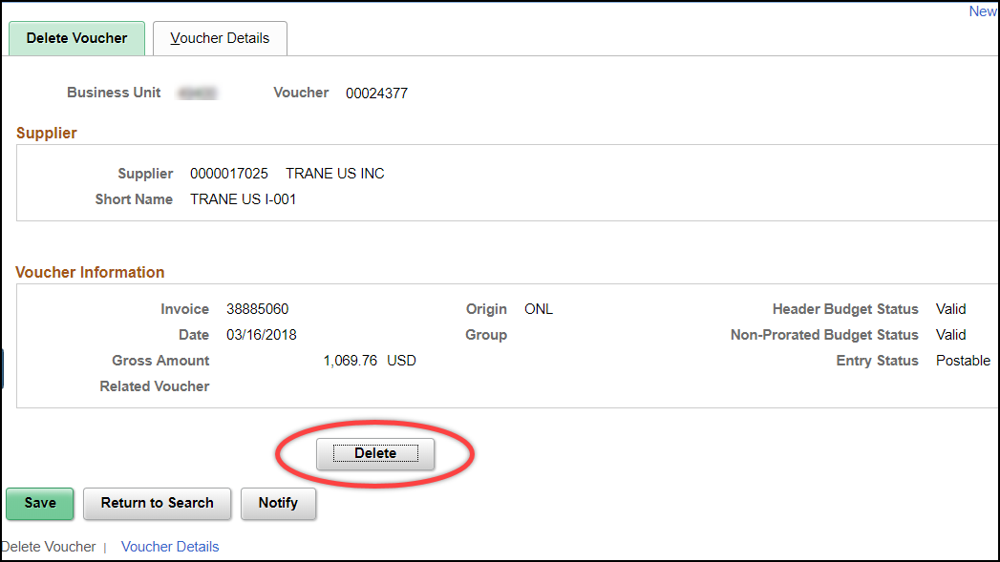 New
Delete Voucher Voucher Details
Business Unit Voucher 00024377
Supplier
Supplier 0000017025 TRANE US INC
Short Name TRANE US I-001
Voucher Information
Invoice 38885060 Origin ONL Header Budget Status Valid
Date 03/16/2018 Group Non-Prorated Budget Status Valid
Gross Amount 1,069.76 USD Entry Status Postable
Related Voucher
Delete
Save Return to Search Notify
Delete Voucher | Voucher Details